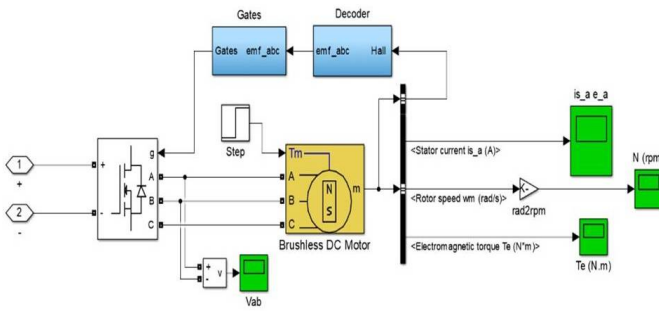 Gates
Decoder
Gates emf_abc
emf_abc Hall
is_a e_a
Step
<Stator current is_a (A)>
N (rpm
1
+
+
g
A
B
C
Tm
A
B
C
N
S
m
<Rotor speed wm (rad/s)>
K-
rad2rpm
2
-
-
Brushless DC Motor
<Electromagnetic torque Te (N*m)>
Te (N.m)
+
-
v
Vab